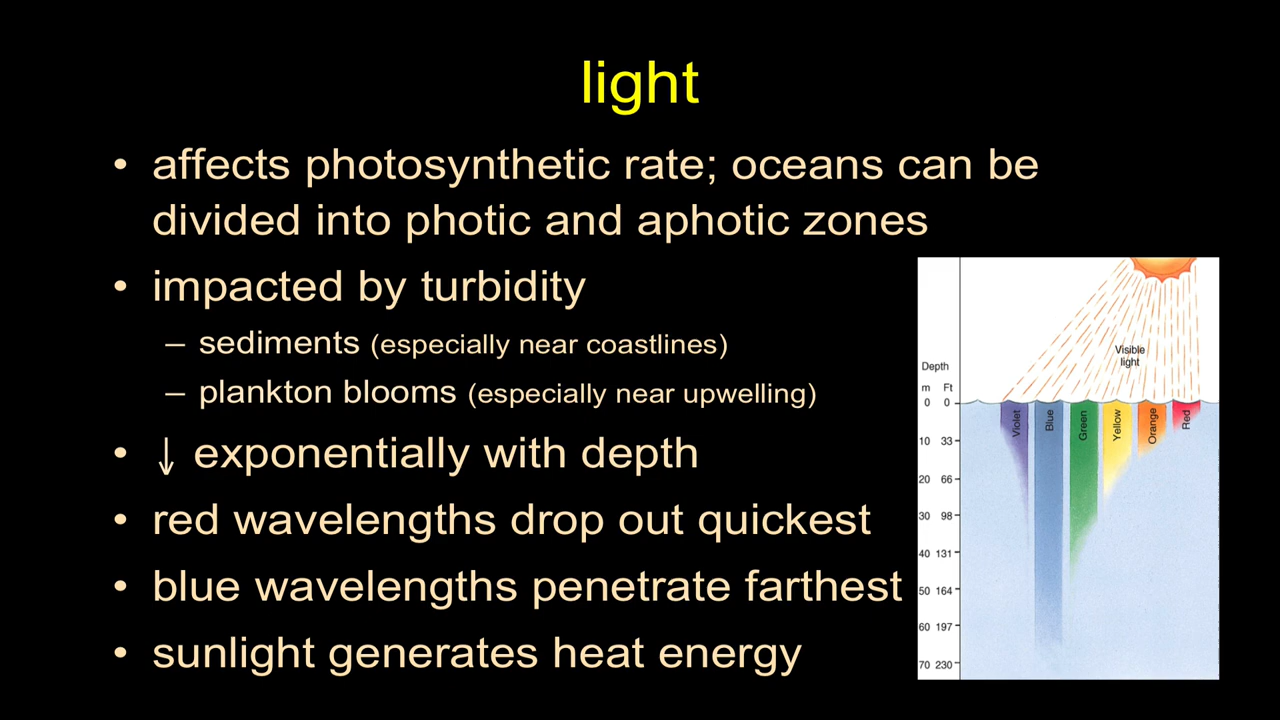 light
• affects photosynthetic rate; oceans can be
divided into photic and aphotic zones
• impacted by turbidity
– sediments (especially near coastlines)
– plankton blooms (especially near upwelling)
• ↓ exponentially with depth
• red wavelengths drop out quickest
• blue wavelengths penetrate farthest
• sunlight generates heat energy
Visible
light
Depth
m Ft
0 0
10 33
20 66
30 98
40 131
50 164
60 197
70 230
Violet
Blue
Green
Yellow
Orange
Red